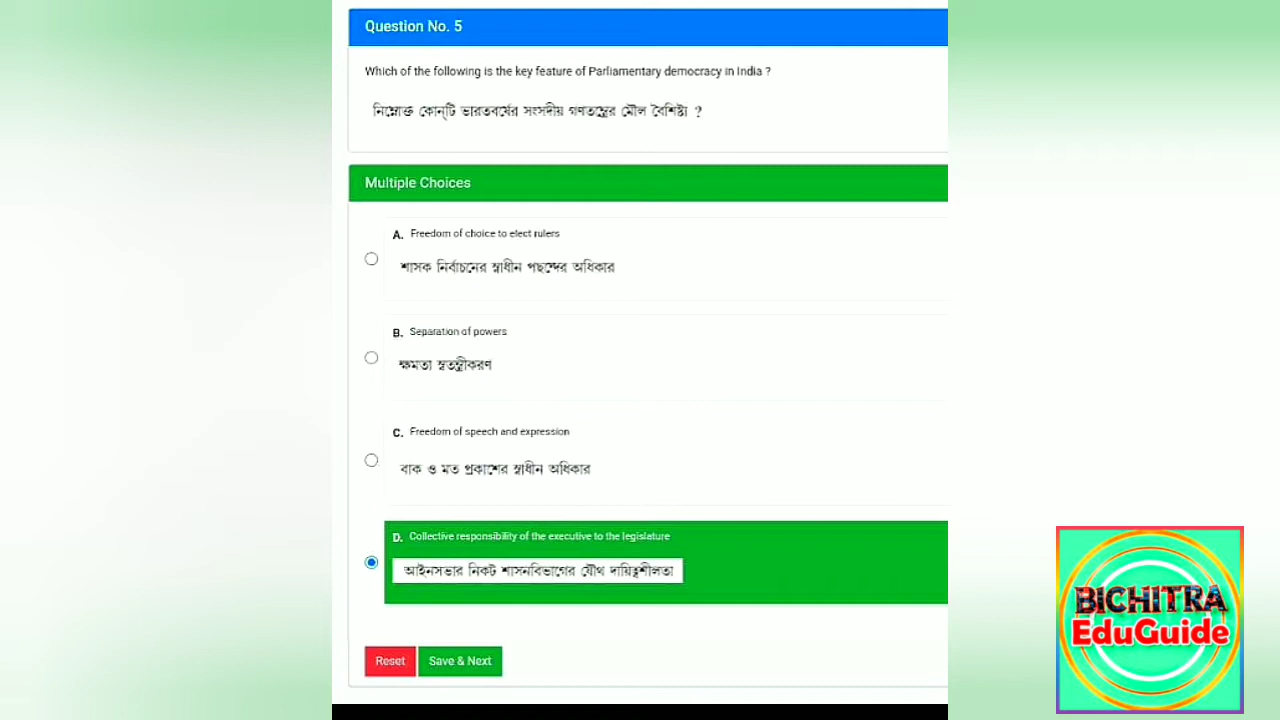 Question No. 5
Which of the following is the key feature of Parliamentary democracy in India ?
নিম্নোক্ত কোন্‌টি ভারতবর্ষের সংসদীয় গণতন্ত্রের মৌল বৈশিষ্ট্য ?
Multiple Choices
A. Freedom of choice to elect rulers
শাসক নির্বাচনের স্বাধীন পছন্দের অধিকার
B. Separation of powers
ক্ষমতা স্বতন্ত্রীকরণ
C. Freedom of speech and expression
বাক ও মত প্রকাশের স্বাধীন অধিকার
D. Collective responsibility of the executive to the legislature
আইনসভার নিকট শাসনবিভাগের যৌথ দায়িত্বশীলতা
Reset Save & Next
BICHITRA
EduGuide